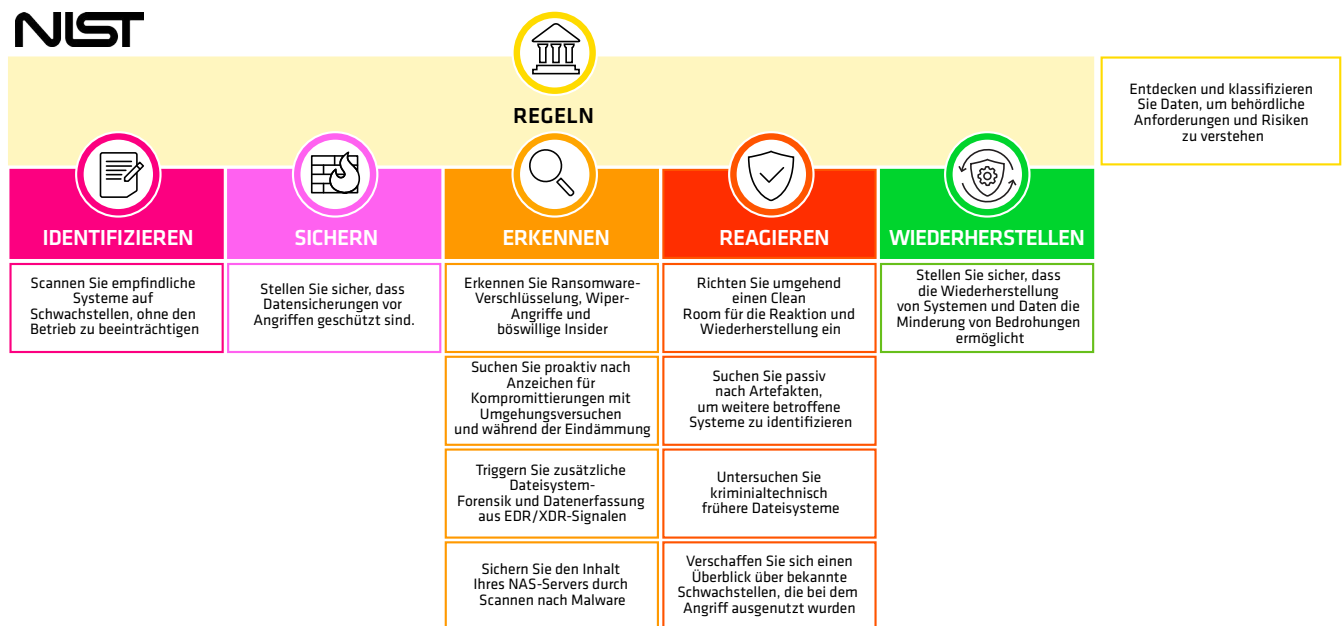 NIST
REGELN
Entdecken und klassifizieren
Sie Daten, um behördliche
Anforderungen und Risiken
zu verstehen
IDENTIFIZIEREN
Scannen Sie empfindliche
Systeme auf
Schwachstellen, ohne den
Betrieb zu beeinträchtigen
SICHERN
Stellen Sie sicher, dass
Datensicherungen vor
Angriffen geschützt sind.
ERKENNEN
Erkennen Sie Ransomware-
Verschlüsselung, Wiper-
Angriffe und
böswillige Insider
Suchen Sie proaktiv nach
Anzeichen für
Kompromittierungen mit
Umgehungsversuchen
und während der Eindämmung
Triggern Sie zusätzliche
Dateisystem-
Forensik und Datenerfassung
aus EDR/XDR-Signalen
Sichern Sie den Inhalt
Ihres NAS-Servers durch
Scannen nach Malware
REAGIEREN
Richten Sie umgehend
einen Clean
Room für die Reaktion und
Wiederherstellung ein
Suchen Sie passiv
nach Artefakten,
um weitere betroffene
Systeme zu identifizieren
Untersuchen Sie
kriminialtechnisch
frühere Dateisysteme
Verschaffen Sie sich einen
Überblick über bekannte
Schwachstellen, die bei dem
Angriff ausgenutzt wurden
WIEDERHERSTELLEN
Stellen Sie sicher, dass
die Wiederherstellung
von Systemen und Daten die
Minderung von Bedrohungen
ermöglicht